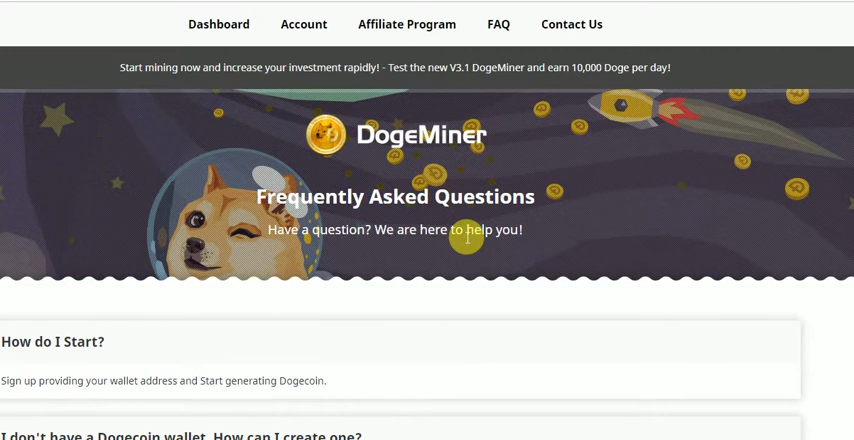 Dashboard Account Affiliate Program FAQ Contact Us
Start mining now and increase your investment rapidly! - Test the new V3.1 DogeMiner and earn 10,000 Doge per day!
DogeMiner
Frequently Asked Questions
Have a question? We are here to help you!
How do I Start?
Sign up providing your wallet address and Start generating Dogecoin.
I don't have a Dogecoin wallet. How can I create one?